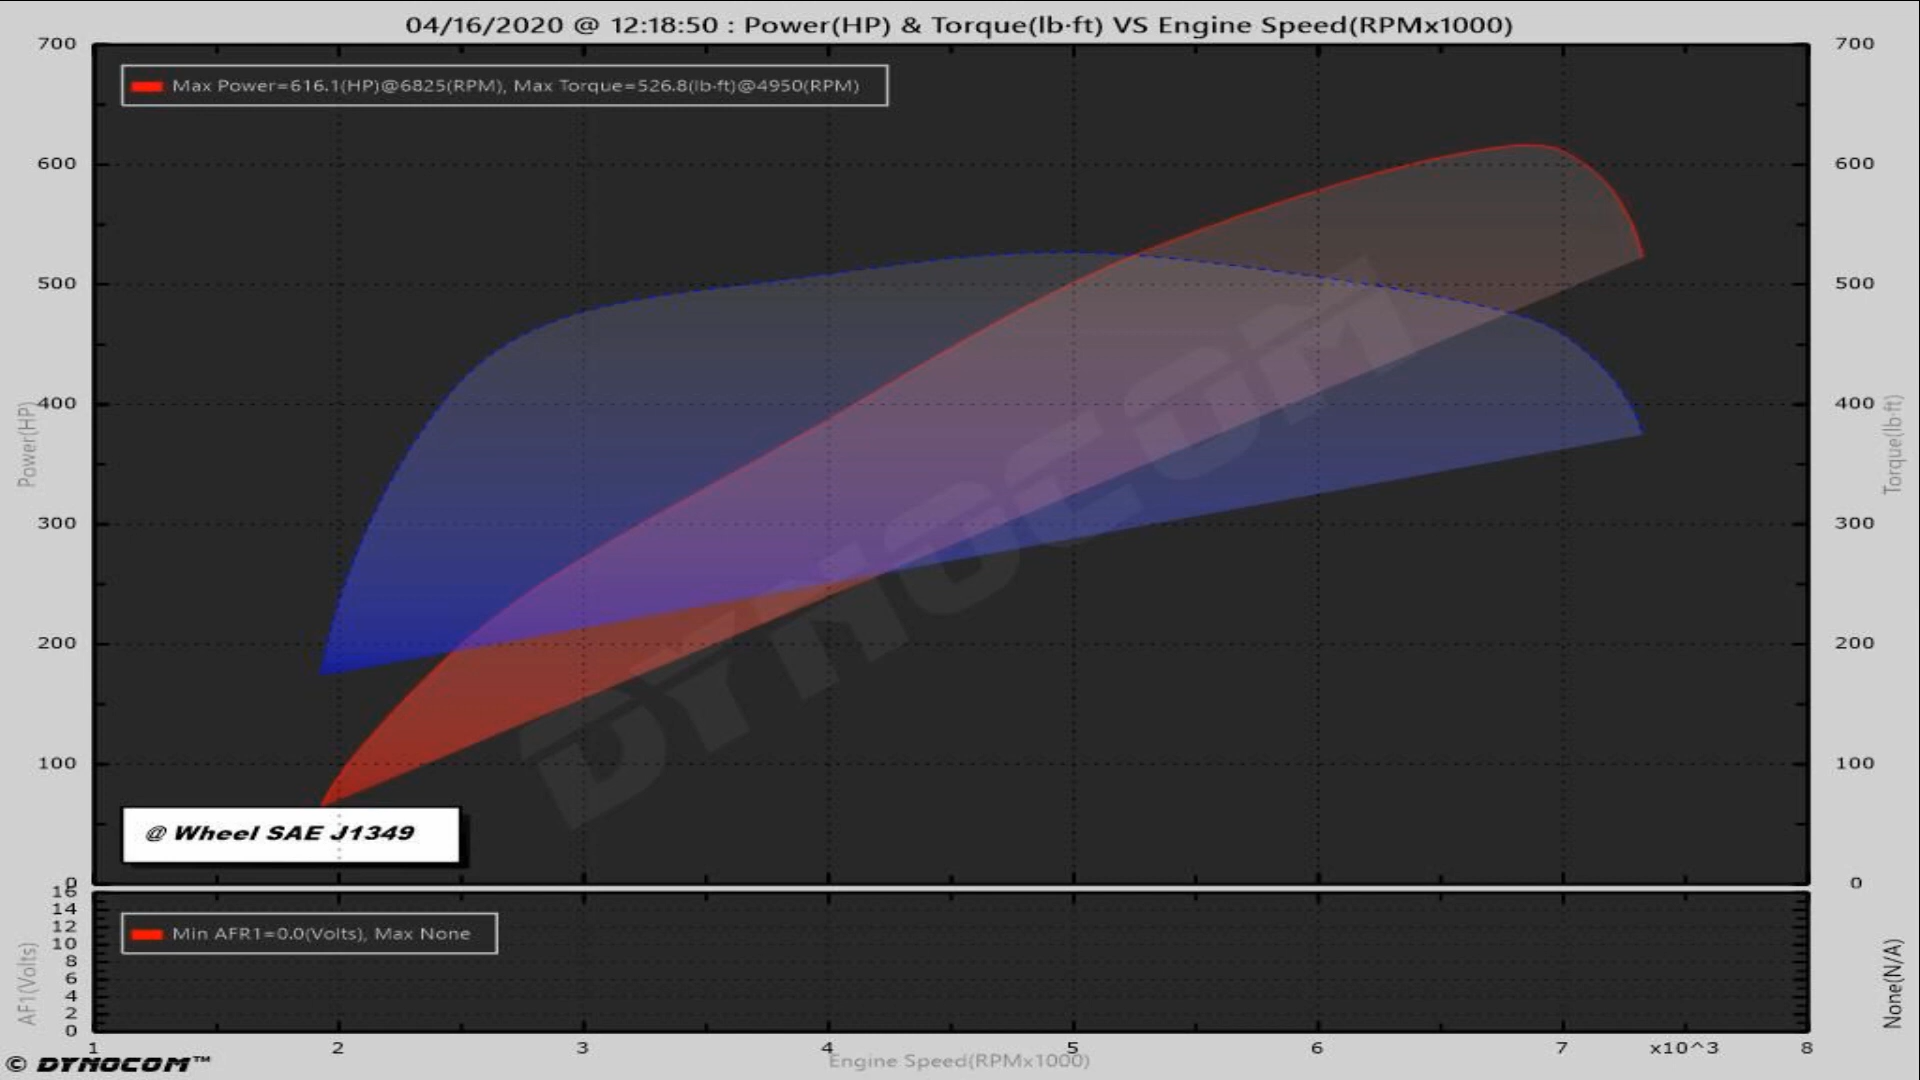 04/16/2020 @ 12:18:50 : Power(HP) & Torque(lb·ft) VS Engine Speed(RPMx1000)
Max Power=616.1(HP)@6825(RPM), Max Torque=526.8(lb·ft)@4950(RPM)
700
600
500
400
300
200
100
0
Power(HP)
700
600
500
400
300
200
100
0
Torque(lb·ft)
DYNOCOM
@ Wheel SAE J1349
Min AFR1=0.0(Volts), Max None
16
14
12
10
8
6
4
2
0
AF1(Volts)
None(N/A)
1 2 3 4 5 6 7 x10^3 8
Engine Speed(RPMx1000)
© DYNOCOM™